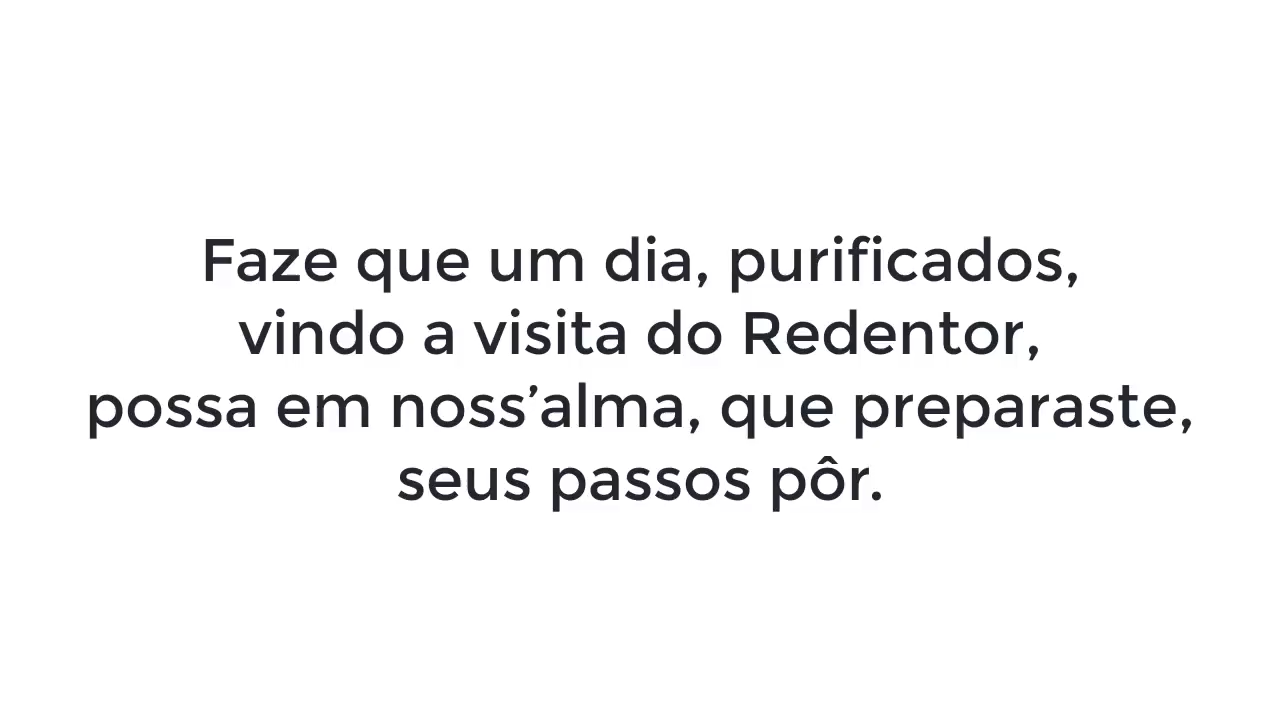 Faze que um dia, purificados,
vindo a visita do Redentor,
possa em noss’alma, que preparaste,
seus passos pôr.